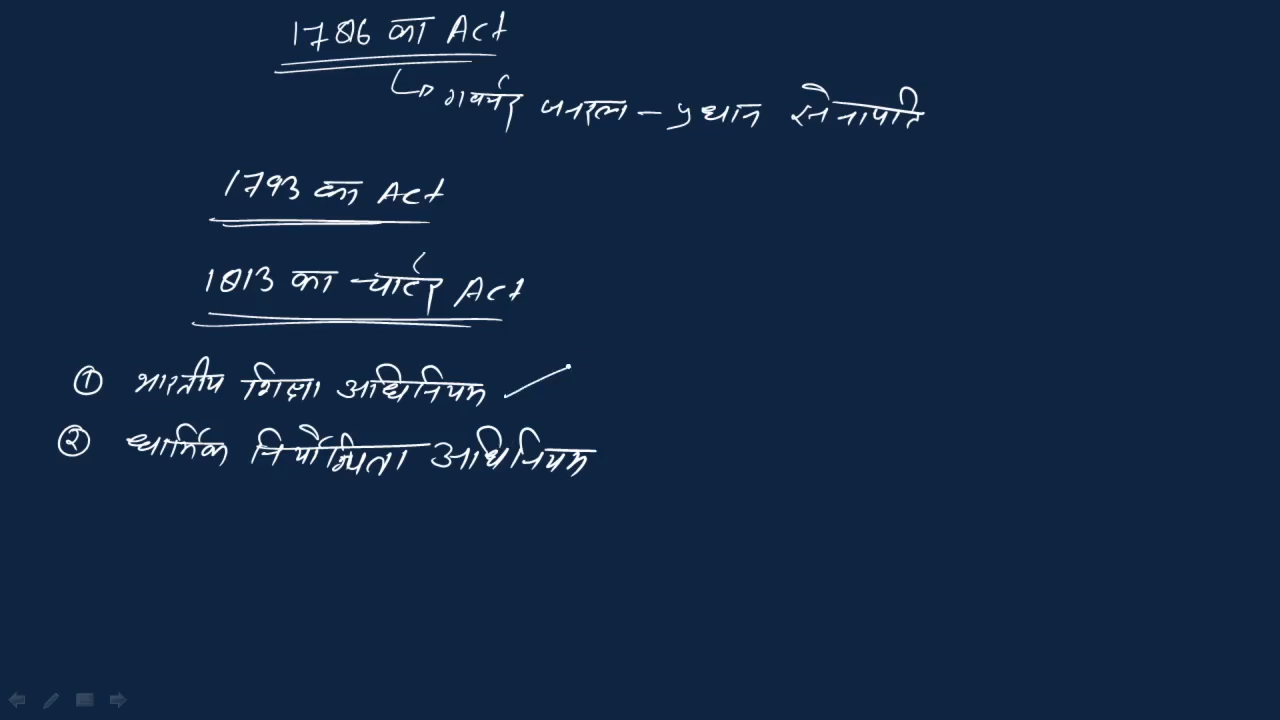 1786 का Act
गवर्नर जनरल - प्रधान सेनापति
1793 का Act
1813 का चार्टर Act
① भारतीय शिक्षा अधिनियम
② धार्मिक निर्योग्यिता अधिनियम